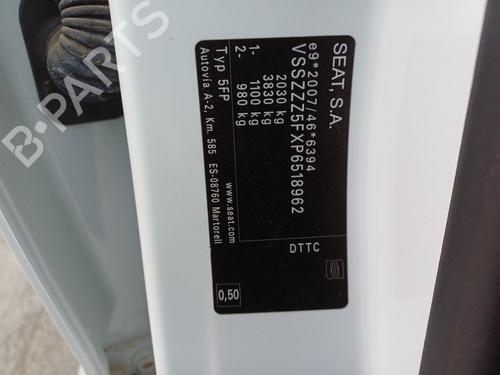 SEAT, S.A.
e9*2007/46*6394
VSSZZZ5FXP6518962
2030 kg
3830 kg
1- 1100 kg
2- 980 kg
Typ 5FP
www.seat.com
Autovía A-2, Km. 585 ES-08760 Martorell
DTTC
0,50